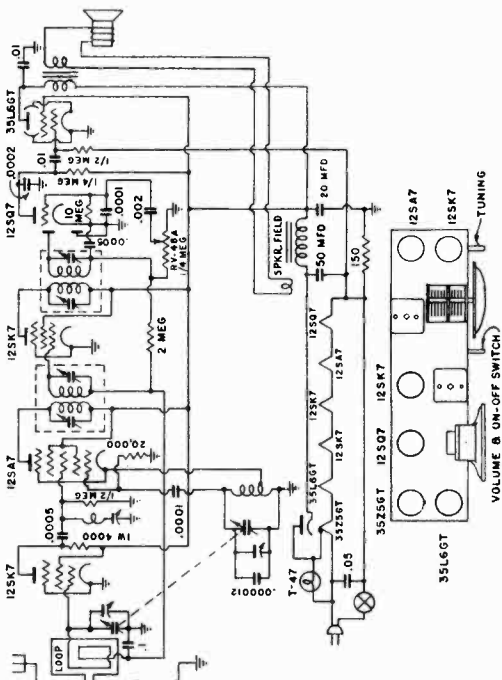 12SK7
12SA7
12SK7
12SQ7
35L6GT
.0002
.01
.01
LOOP
1W 4000
.0005
1/2 MEG
20,000
.0001
.000012
2 MEG
.0005
10 MEG
.0001
.002
1/4 MEG
1/2 MEG
RV-48A
1/4 MEG
SPKR. FIELD
50 MFD
20 MFD
150
T-47
.05
35Z5GT
35L6GT
12SK7
12SK7
12SA7
12SQ7
35Z5GT
12SQ7
12SK7
12SA7
35L6GT
12SK7
VOLUME & ON-OFF SWITCH)
TUNING